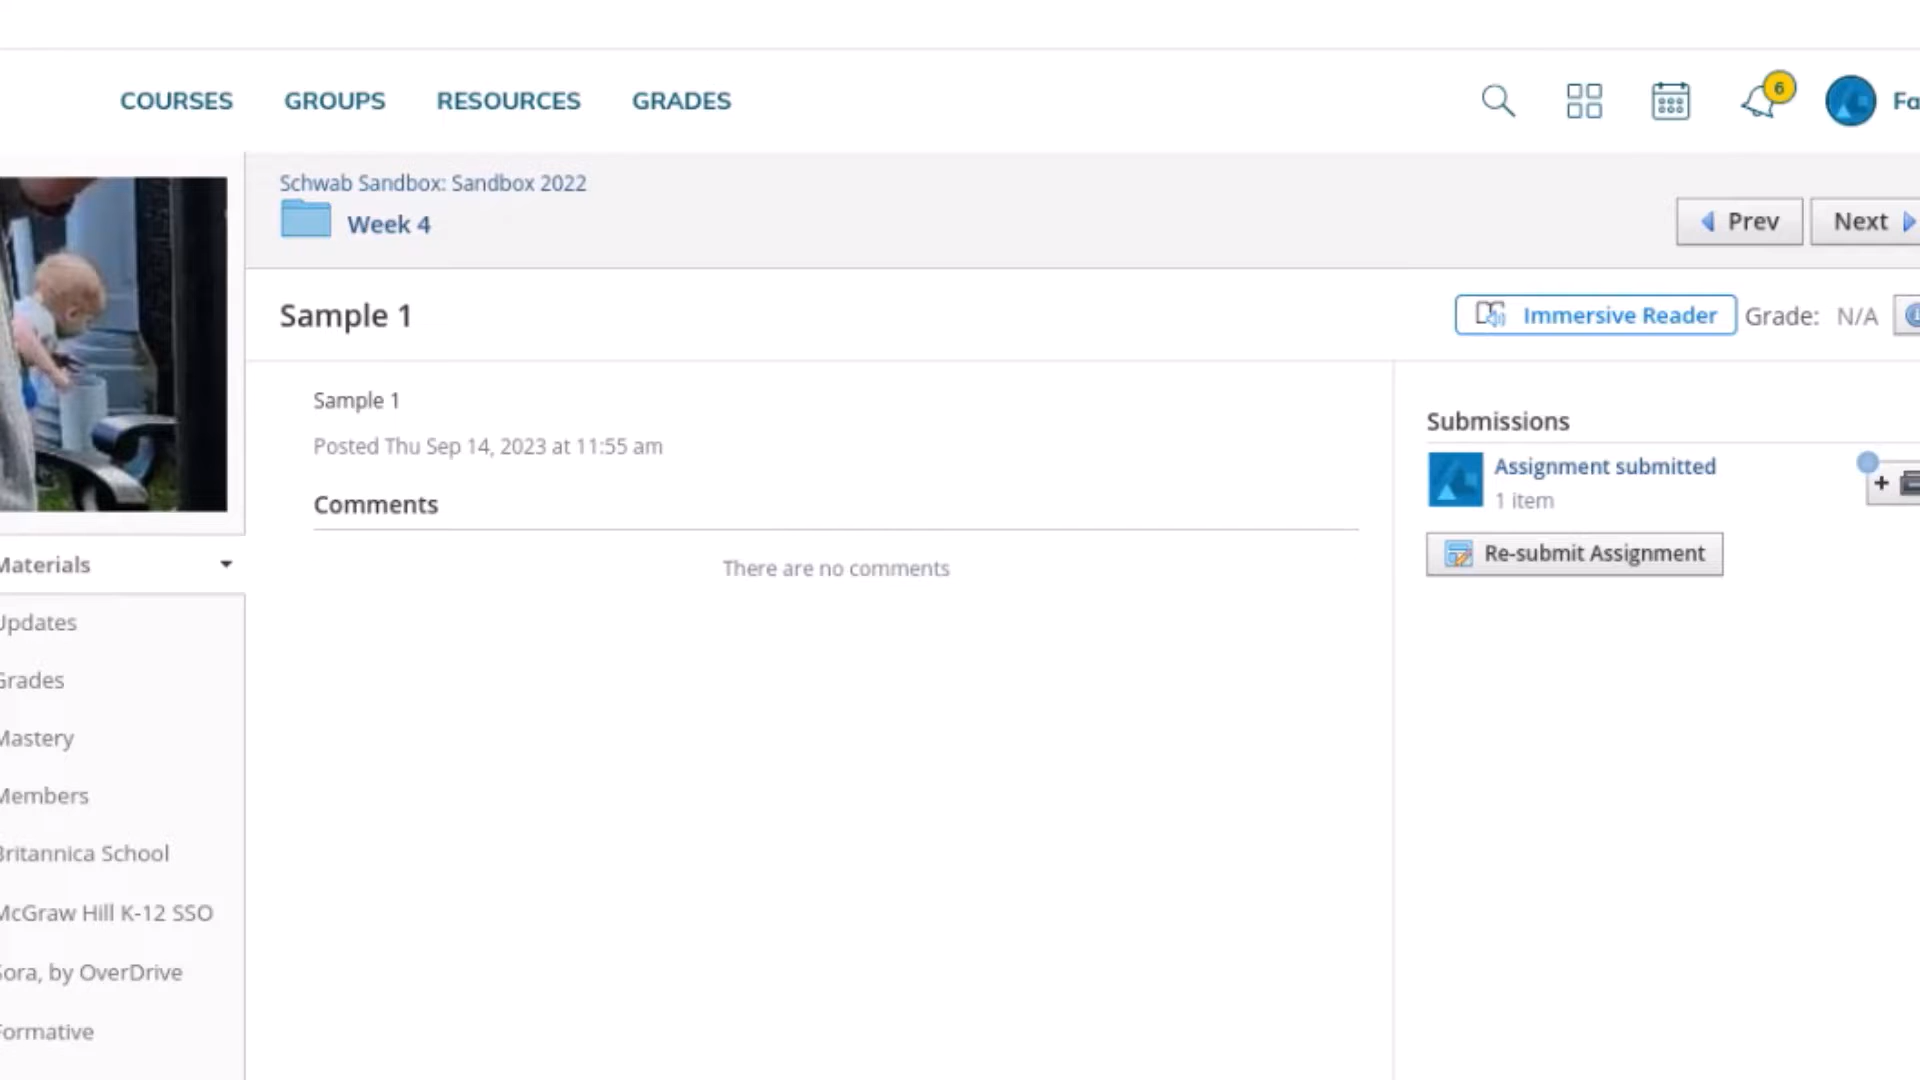 COURSES GROUPS RESOURCES GRADES 6 Fa
Schwab Sandbox: Sandbox 2022
Week 4
Prev Next
Sample 1
Immersive Reader Grade: N/A
Sample 1
Posted Thu Sep 14, 2023 at 11:55 am
Comments
There are no comments
Submissions
Assignment submitted
1 item
Re-submit Assignment
Materials
Updates
Grades
Mastery
Members
Britannica School
McGraw Hill K-12 SSO
Sora, by OverDrive
Formative